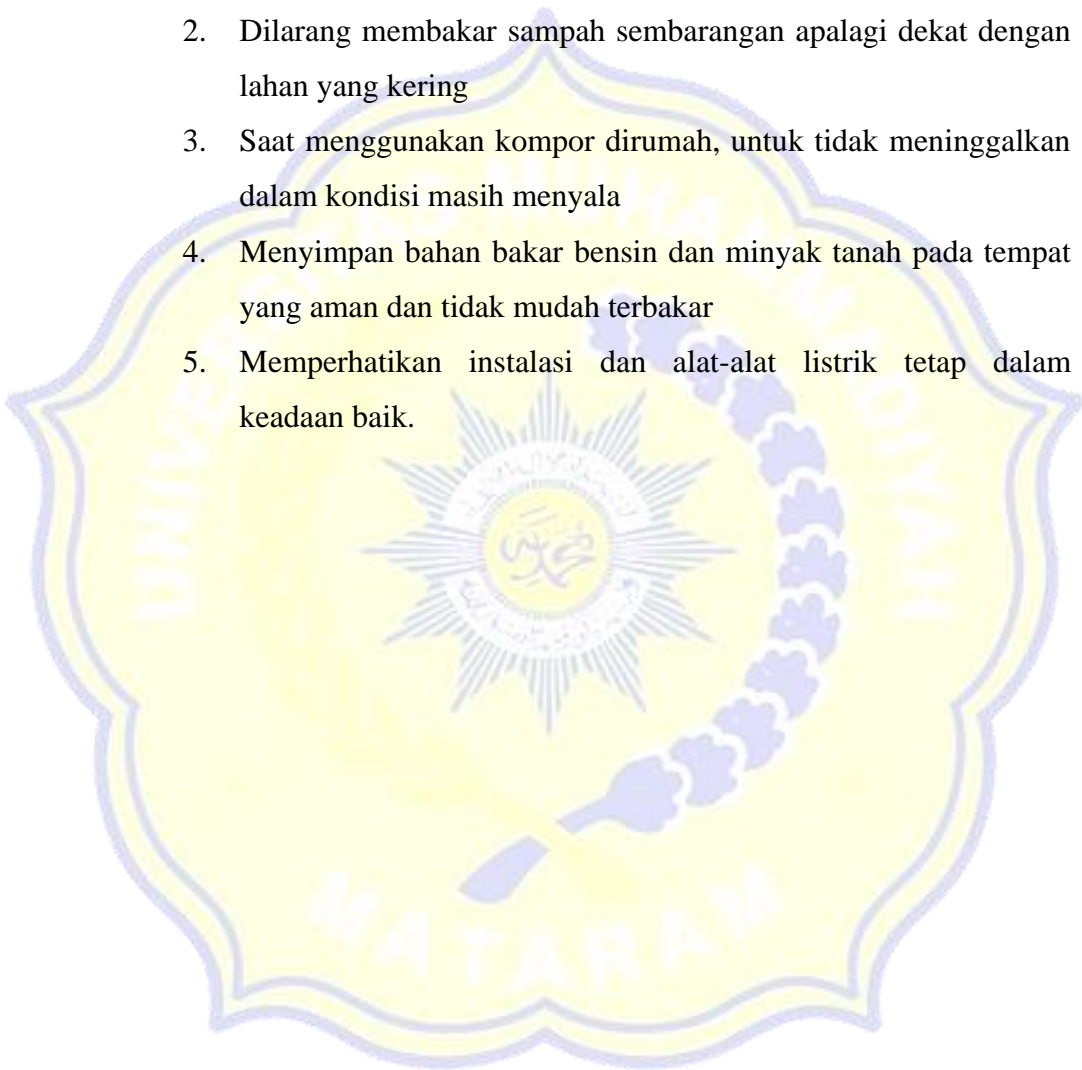 2. Dilarang membakar sampah sembarangan apalagi dekat dengan
lahan yang kering
3. Saat menggunakan kompor dirumah, untuk tidak meninggalkan
dalam kondisi masih menyala
4. Menyimpan bahan bakar bensin dan minyak tanah pada tempat
yang aman dan tidak mudah terbakar
5. Memperhatikan instalasi dan alat-alat listrik tetap dalam
keadaan baik.
UNIVERSITAS MUHAMMADIYAH
MATARAM